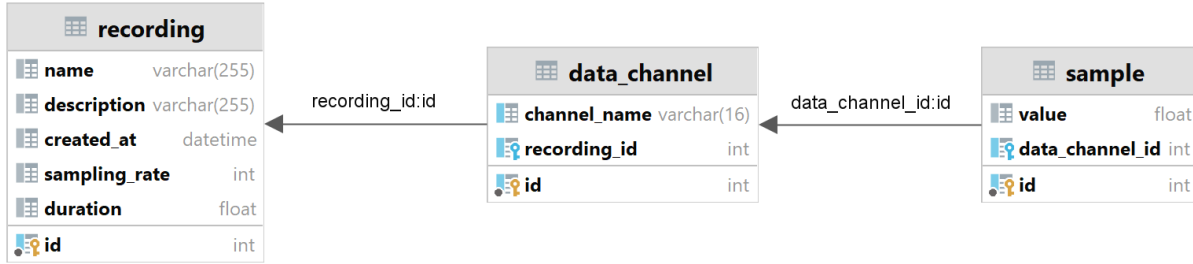 recording
name varchar(255)
description varchar(255)
created_at datetime
sampling_rate int
duration float
id int
recording_id:id
data_channel
channel_name varchar(16)
recording_id int
id int
data_channel_id:id
sample
value float
data_channel_id int
id int